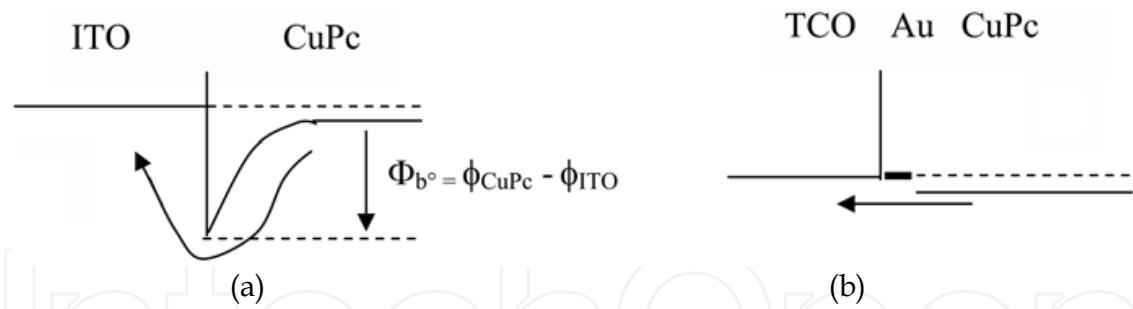 ITO CuPc
Φb° = ϕCuPc - ϕITO
(a)
TCO Au CuPc
(b)